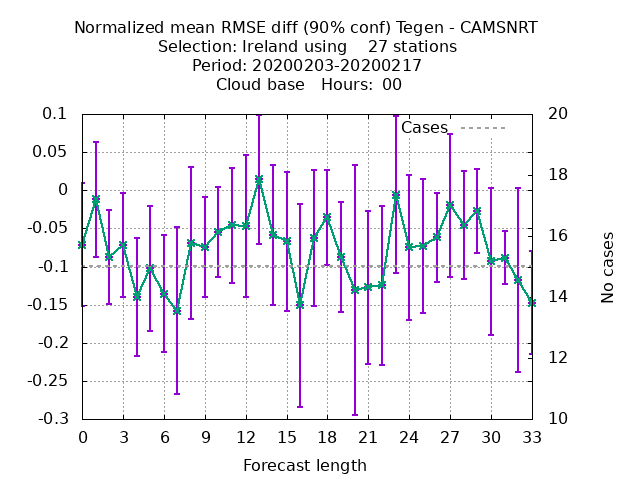 Normalized mean RMSE diff (90% conf) Tegen - CAMSNRT
Selection: Ireland using 27 stations
Period: 20200203-20200217
Cloud base Hours: 00
0.1
0.05
0
-0.05
-0.1
-0.15
-0.2
-0.25
-0.3
Cases
20
18
16
14
12
10
No cases
0 3 6 9 12 15 18 21 24 27 30 33
Forecast length